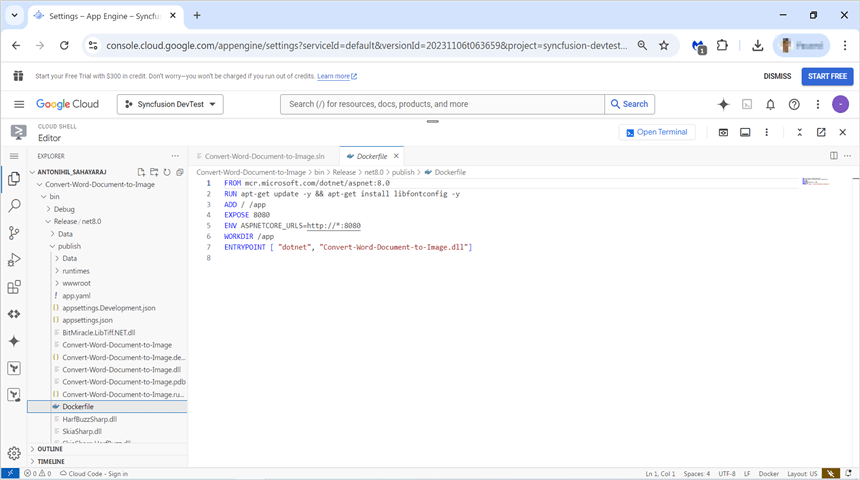 Settings – App Engine – Syncfusi
console.cloud.google.com/appengine/settings?serviceId=default&versionId=20231106t063659&project=syncfusion-devtest...
1
Start your Free Trial with $300 in credit. Don't worry—you won't be charged if you run out of credits. Learn more
DISMISS
START FREE
Google Cloud
Syncfusion DevTest
Search (/) for resources, docs, products, and more
Search
CLOUD SHELL
Editor
Open Terminal
EXPLORER
Convert-Word-Document-to-Image.sln
Dockerfile
ANTONIHIL_SAHAYARAJ
Convert-Word-Document-to-Image > bin > Release > net8.0 > publish > Dockerfile
Convert-Word-Document-to-Image
bin
Debug
Release / net8.0
Data
publish
Data
runtimes
wwwroot
app.yaml
appsettings.Development.json
appsettings.json
BitMiracle.LibTiff.NET.dll
Convert-Word-Document-to-Image
Convert-Word-Document-to-Image.de...
Convert-Word-Document-to-Image.dll
Convert-Word-Document-to-Image.pdb
Convert-Word-Document-to-Image.ru...
Dockerfile
HarfBuzzSharp.dll
SkiaSharp.dll
SkiaSharp.HarfBuzz.dll
OUTLINE
TIMELINE
1 FROM mcr.microsoft.com/dotnet/aspnet:8.0
2 RUN apt-get update -y && apt-get install libfontconfig -y
3 ADD / /app
4 EXPOSE 8080
5 ENV ASPNETCORE_URLS=http://*:8080
6 WORKDIR /app
7 ENTRYPOINT [ "dotnet", "Convert-Word-Document-to-Image.dll"]
8
0 0 Cloud Code - Sign in
Ln 1, Col 1 Spaces: 4 UTF-8 LF Docker Layout: US